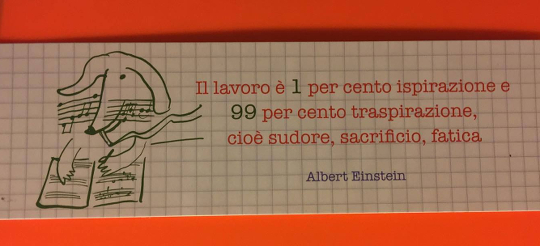 Il lavoro è 1 per cento ispirazione e
99 per cento traspirazione,
cioè sudore, sacrificio, fatica
Albert Einstein